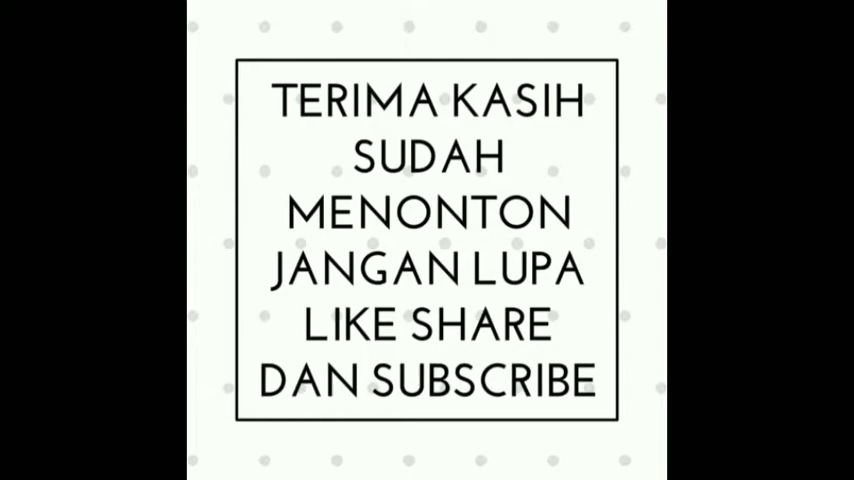 TERIMA KASIH
SUDAH
MENONTON
JANGAN LUPA
LIKE SHARE
DAN SUBSCRIBE